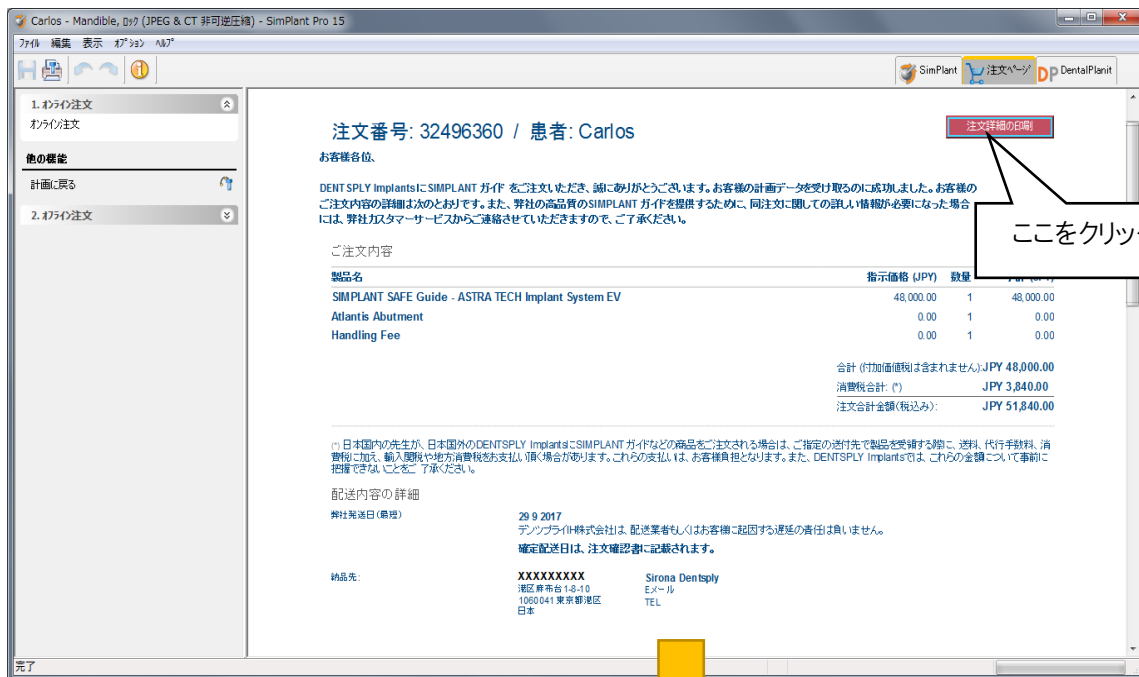 Carlos - Mandible, ロック (JPEG & CT 非可逆圧縮) - SimPlant Pro 15
ファイル 編集 表示 オプション ヘルプ
SimPlant 注文ページ DP DentalPlanit
1. オンライン注文
オンライン注文
他の機能
計画に戻る
2. オフライン注文
注文番号: 32496360 / 患者: Carlos
注文詳細の印刷
お客様各位、
DENTSPLY ImplantsにSIMPLANT ガイド をご注文いただき、誠にありがとうございます。お客様の計画データを受け取るのに成功しました。お客様の
ご注文内容の詳細は次のとおりです。また、弊社の高品質のSIMPLANT ガイドを提供するために、同注文に関しての詳しい情報が必要になった場合
には、弊社カスタマーサービスからご連絡させていただきますので、ご了承ください。
ここをクリッ
ご注文内容
製品名 指示価格 (JPY) 数量
SIMPLANT SAFE Guide - ASTRA TECH Implant System EV 48,000.00 1 48,000.00
Atlantis Abutment 0.00 1 0.00
Handling Fee 0.00 1 0.00
合計 (付加価値税は含まれません):JPY 48,000.00
消費税合計: (*) JPY 3,840.00
注文合計金額(税込み): JPY 51,840.00
(*) 日本国内の先生が、日本国外のDENTSPLY ImplantsにSIMPLANT ガイドなどの商品をご注文される場合は、ご指定の送付先で製品を受領する際に、送料、代行手数料、消
費税に加え、輸入関税や地方消費税をお支払い頂く場合があります。これらの支払いは、お客様負担となります。また、DENTSPLY Implantsでは、これらの金額について事前に
把握できないことをご了承ください。
配送内容の詳細
弊社発送日(最短) 29 9 2017
デンツプライIH株式会社は、配送業者もしくはお客様に起因する遅延の責任は負いません。
確定配送日は、注文確認書に記載されます。
納品先: XXXXXXXXX Sirona Dentsply
港区麻布台1-8-10 Eメール
1060041 東京都港区 TEL
日本
完了